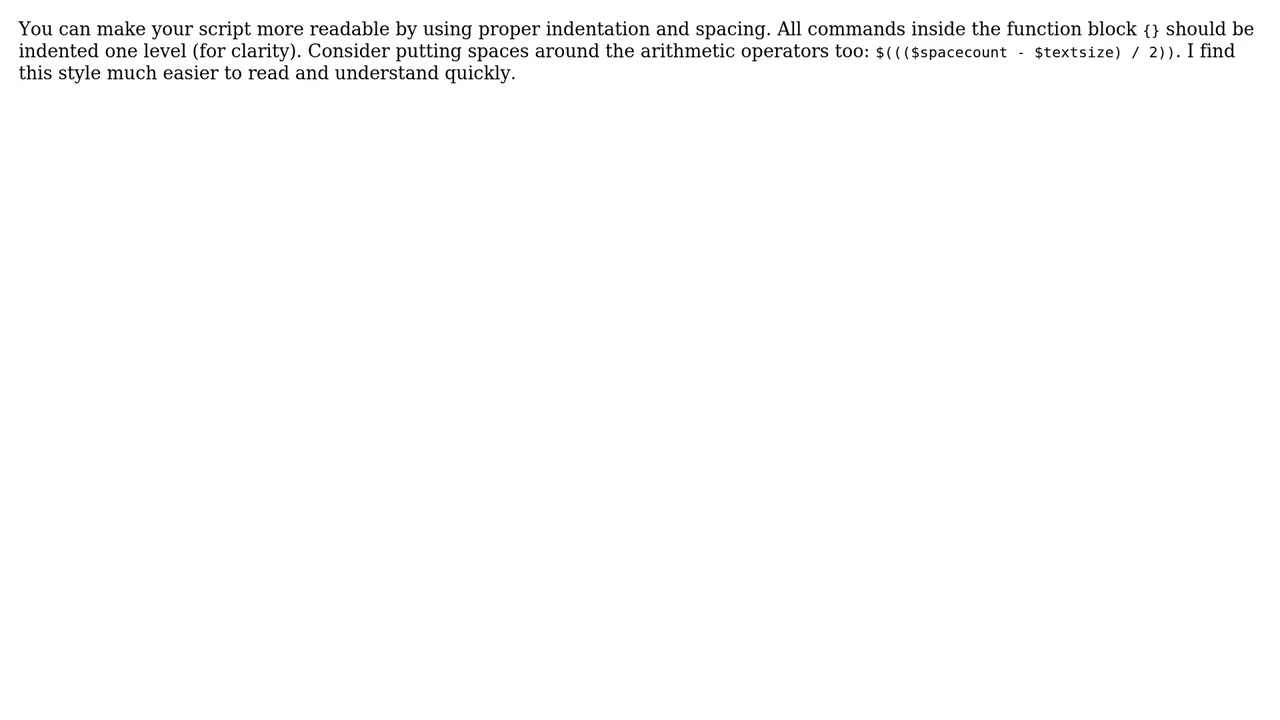 You can make your script more readable by using proper indentation and spacing. All commands inside the function block {} should be
indented one level (for clarity). Consider putting spaces around the arithmetic operators too: $((($spacecount - $textsize) / 2)). I find
this style much easier to read and understand quickly.